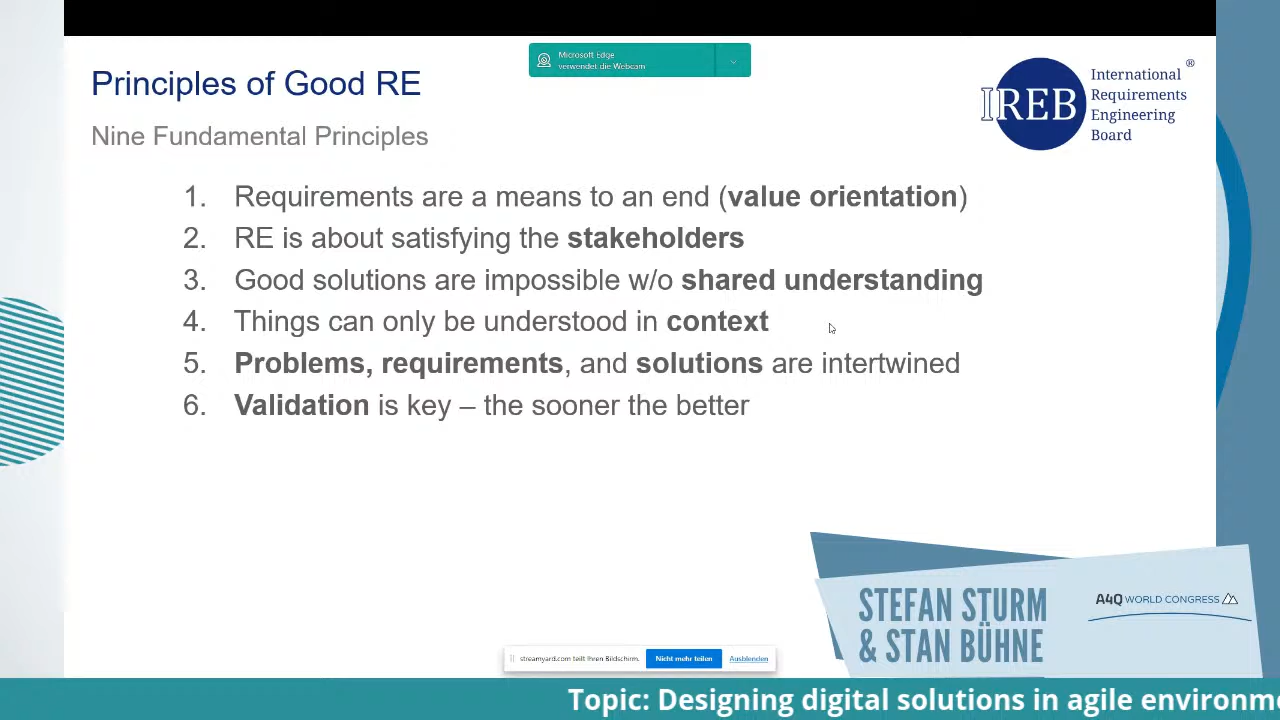 Microsoft Edge
verwendet die Webcam
Principles of Good RE
Nine Fundamental Principles
IREB
International
Requirements
Engineering
Board
®
1. Requirements are a means to an end (value orientation)
2. RE is about satisfying the stakeholders
3. Good solutions are impossible w/o shared understanding
4. Things can only be understood in context
5. Problems, requirements, and solutions are intertwined
6. Validation is key – the sooner the better
STEFAN STURM
& STAN BÜHNE
A4Q WORLD CONGRESS
streamyard.com teilt Ihren Bildschirm.
Nicht mehr teilen
Ausblenden
Topic: Designing digital solutions in agile environm